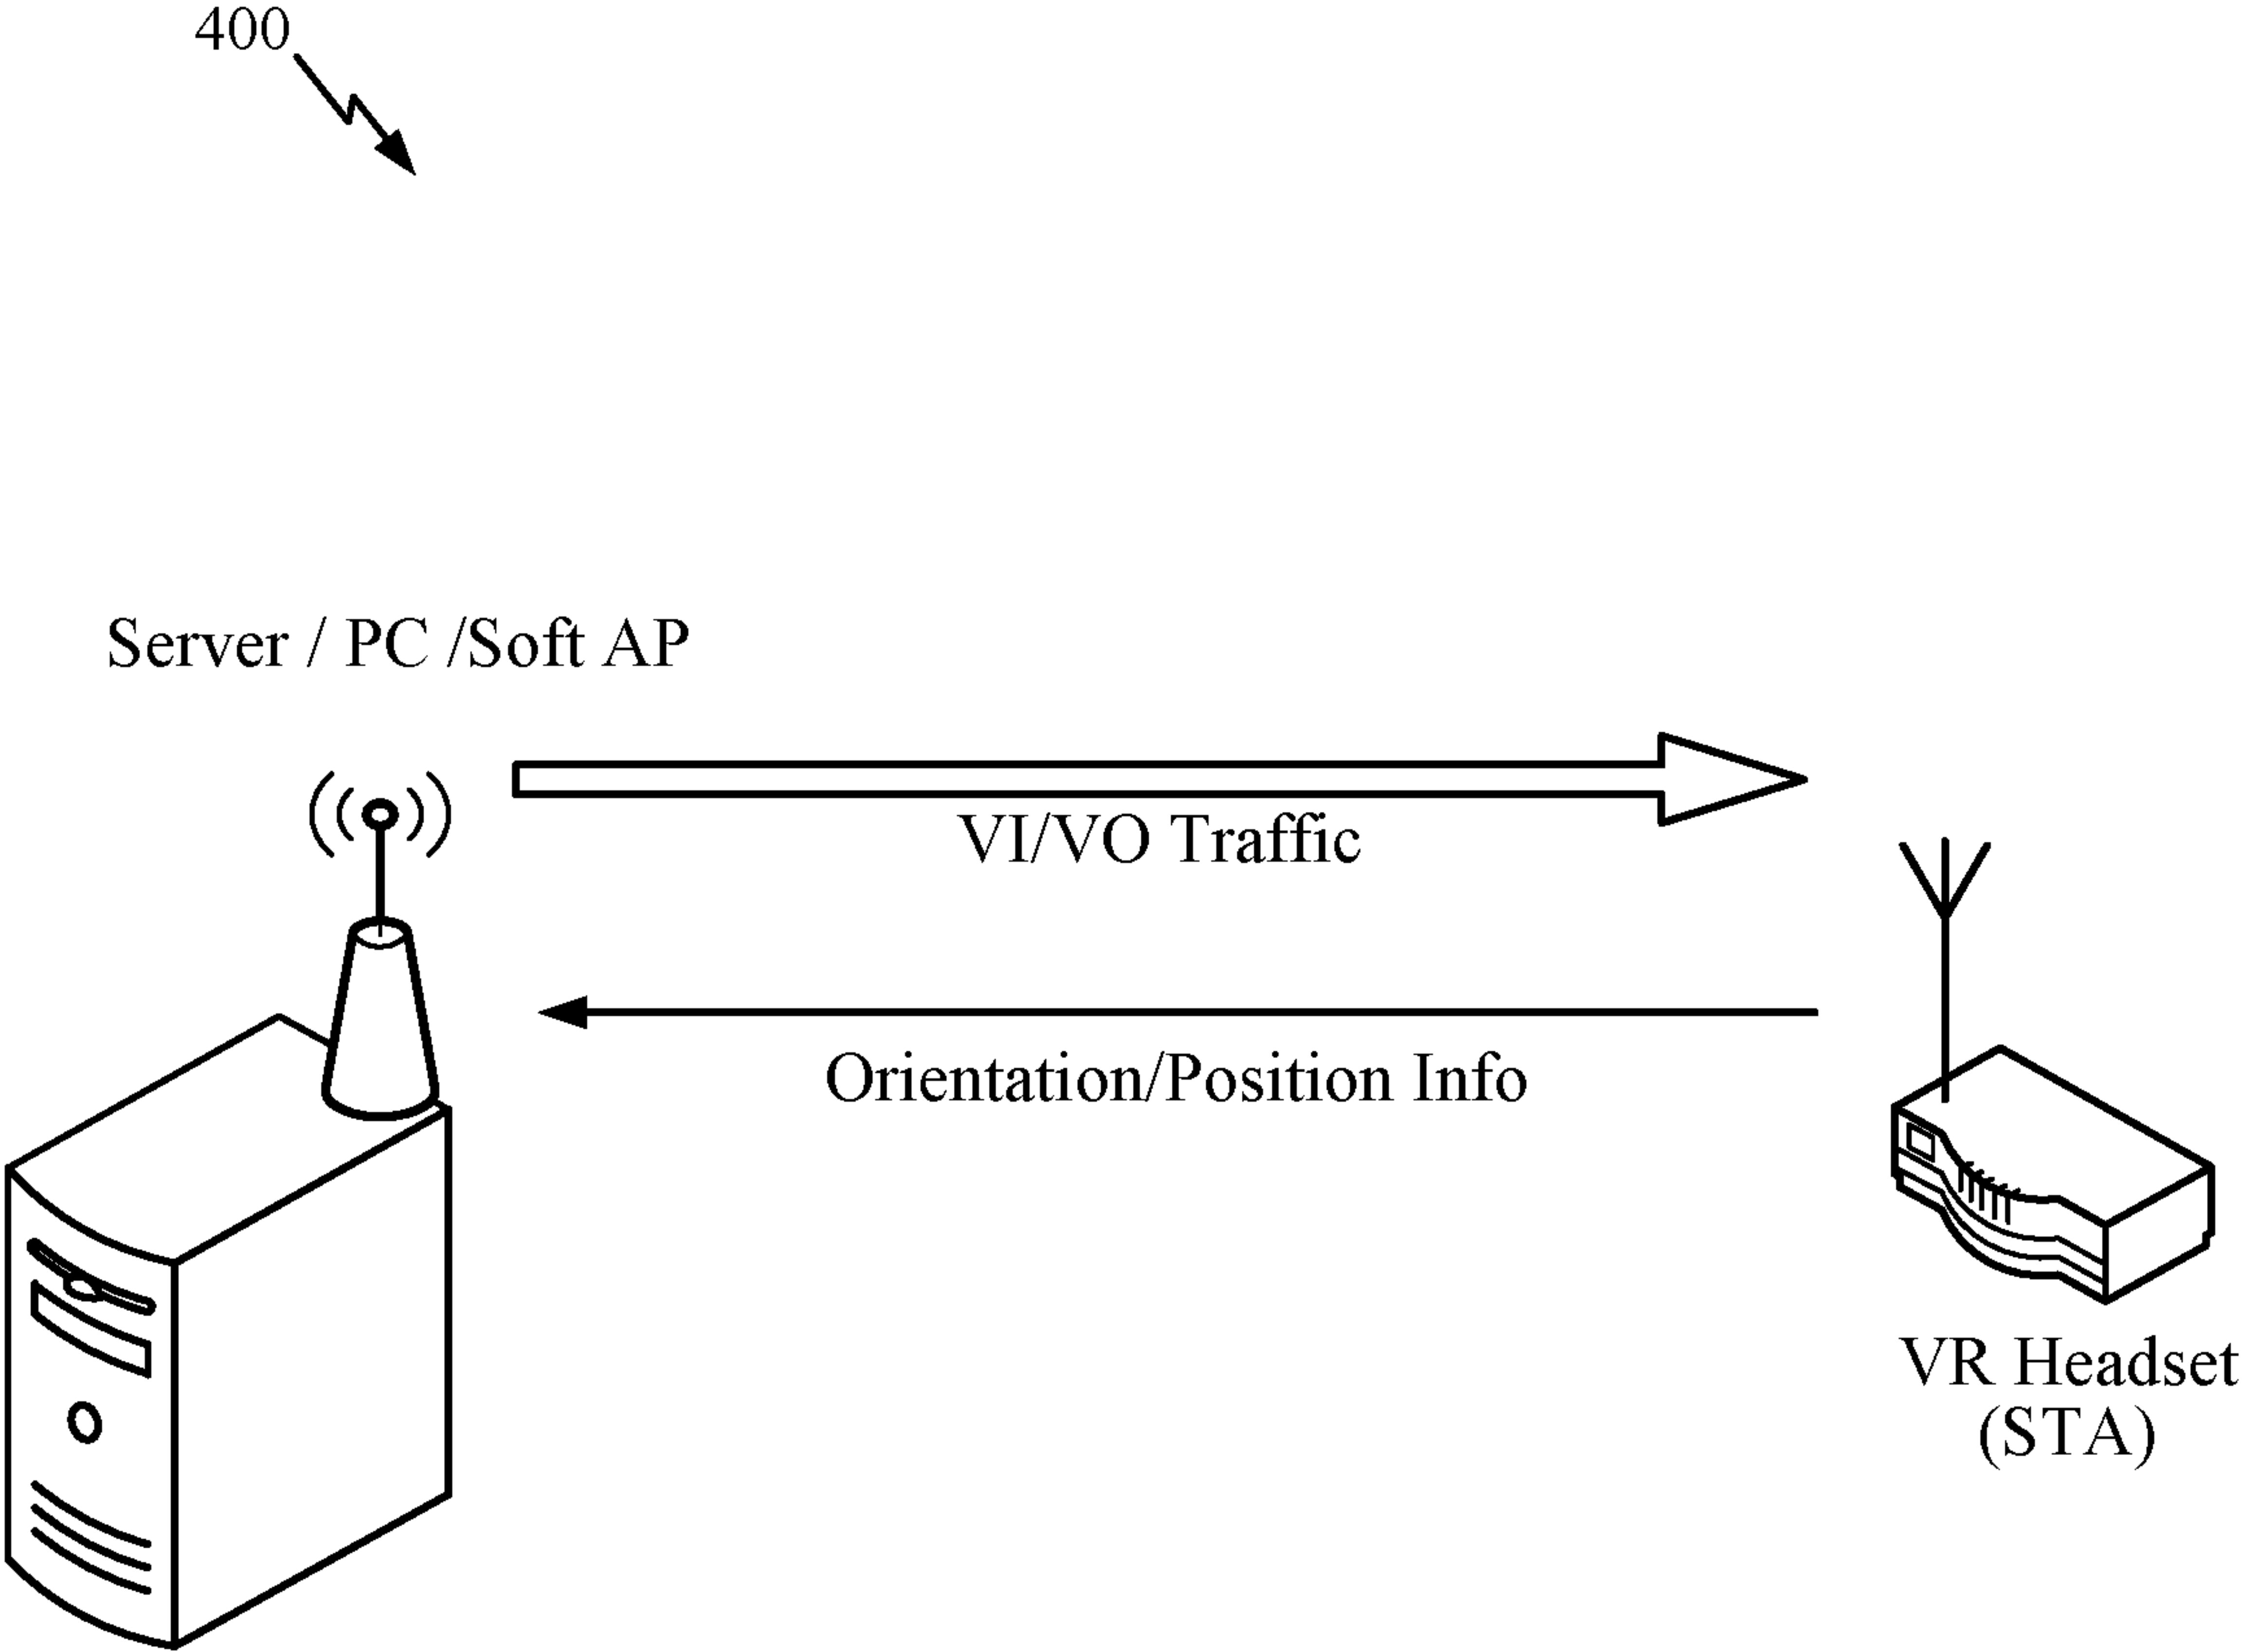 400
Server / PC /Soft AP
VI/VO Traffic
Orientation/Position Info
VR Headset
(STA)